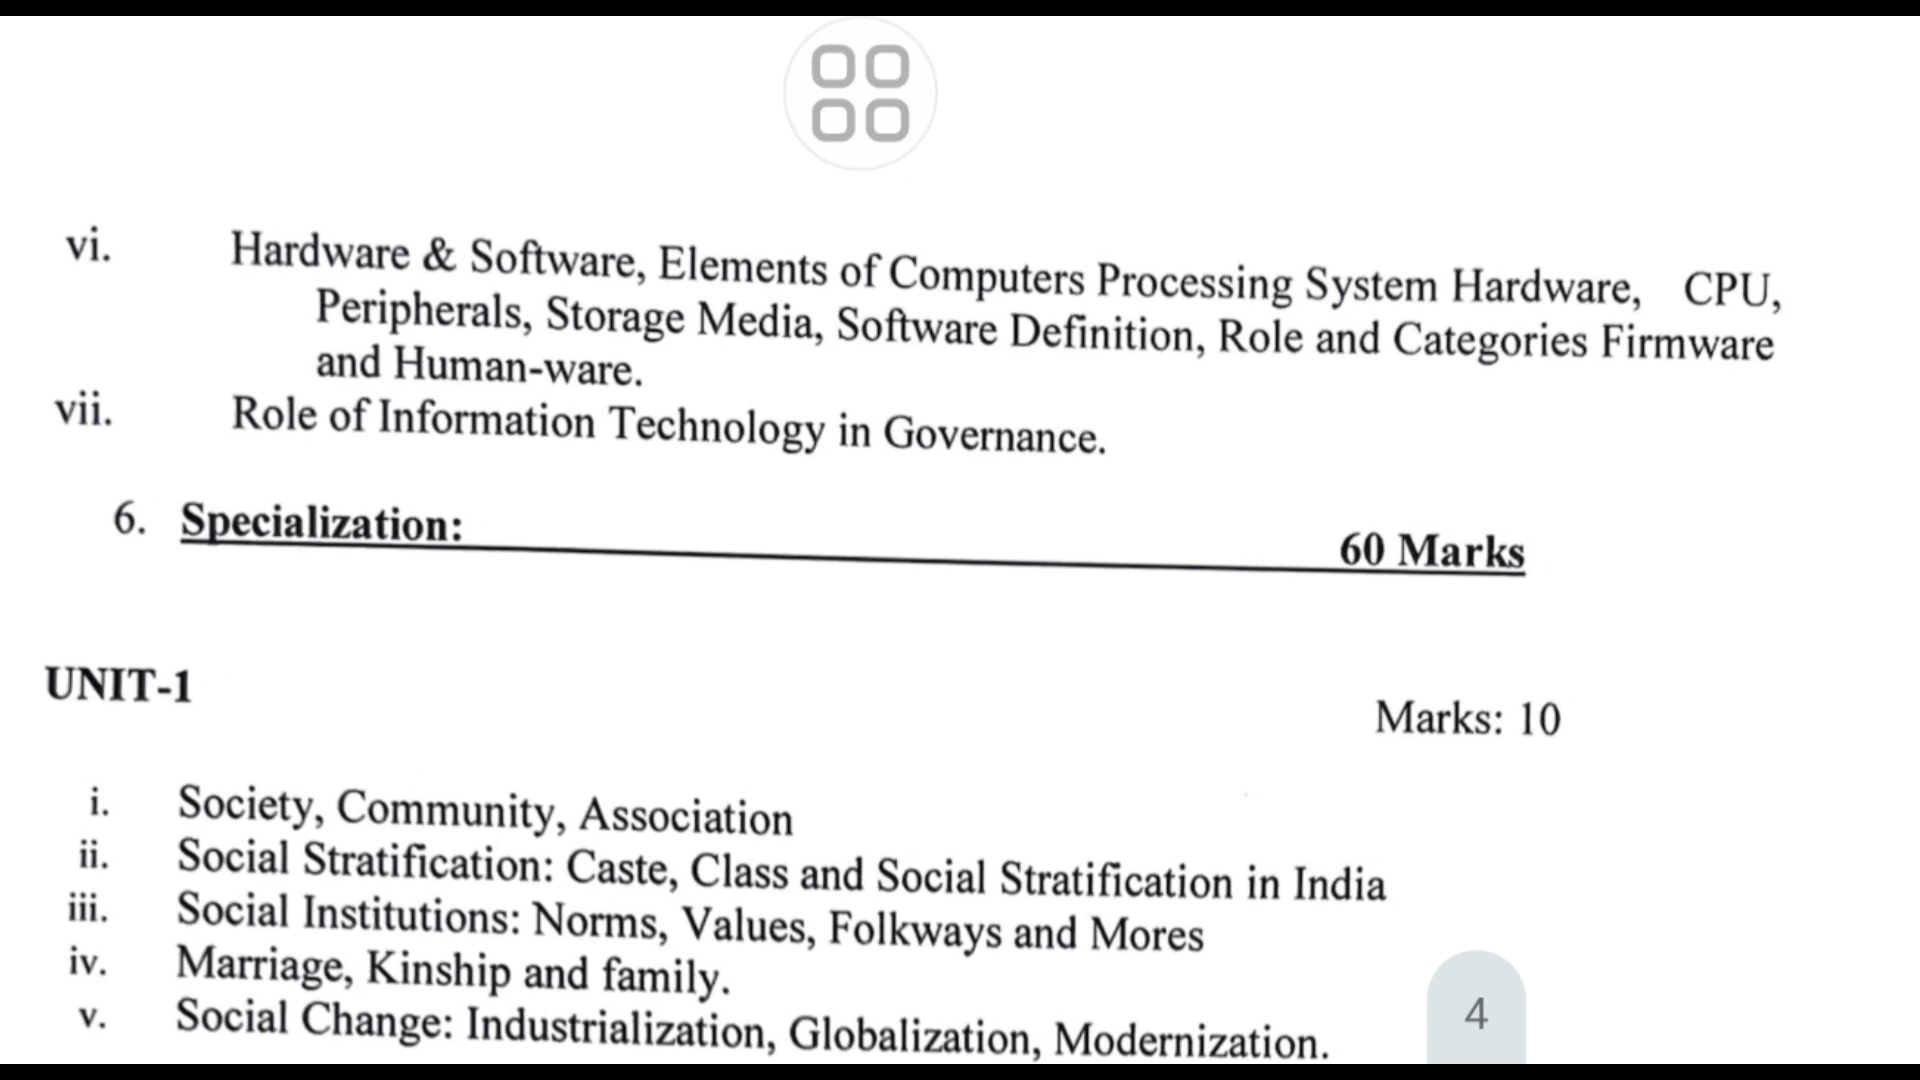 vi. Hardware & Software, Elements of Computers Processing System Hardware, CPU,
Peripherals, Storage Media, Software Definition, Role and Categories Firmware
and Human-ware.
vii. Role of Information Technology in Governance.
6. Specialization: 60 Marks
UNIT-1
Marks: 10
i. Society, Community, Association
ii. Social Stratification: Caste, Class and Social Stratification in India
iii. Social Institutions: Norms, Values, Folkways and Mores
iv. Marriage, Kinship and family.
v. Social Change: Industrialization, Globalization, Modernization.
4